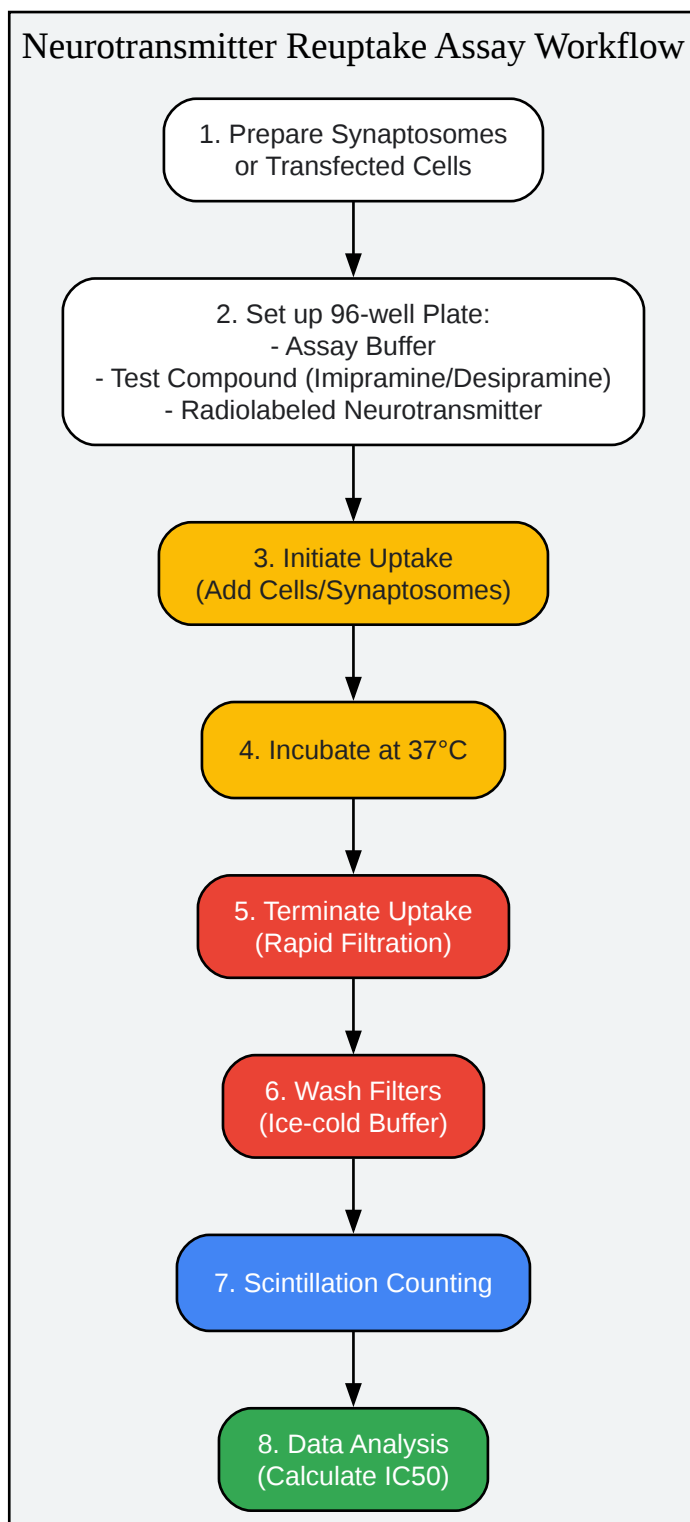 Neurotransmitter Reuptake Assay Workflow
1. Prepare Synaptosomes
or Transfected Cells
2. Set up 96-well Plate:
- Assay Buffer
- Test Compound (Imipramine/Desipramine)
- Radiolabeled Neurotransmitter
3. Initiate Uptake
(Add Cells/Synaptosomes)
4. Incubate at 37°C
5. Terminate Uptake
(Rapid Filtration)
6. Wash Filters
(Ice-cold Buffer)
7. Scintillation Counting
8. Data Analysis
(Calculate IC50)